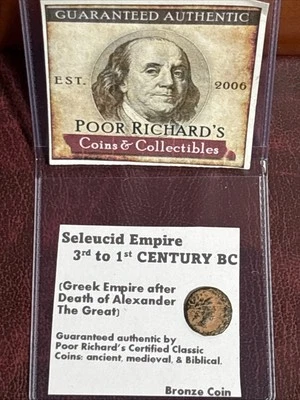 GUARANTEED AUTHENTIC
EST. 2006
POOR RICHARD'S
Coins & Collectibles
Seleucid Empire
3rd to 1st CENTURY BC
(Greek Empire after
Death of Alexander
The Great)
Guaranteed authentic by
Poor Richard's Certified Classic
Coins: ancient, medieval, & Biblical.
Bronze Coin